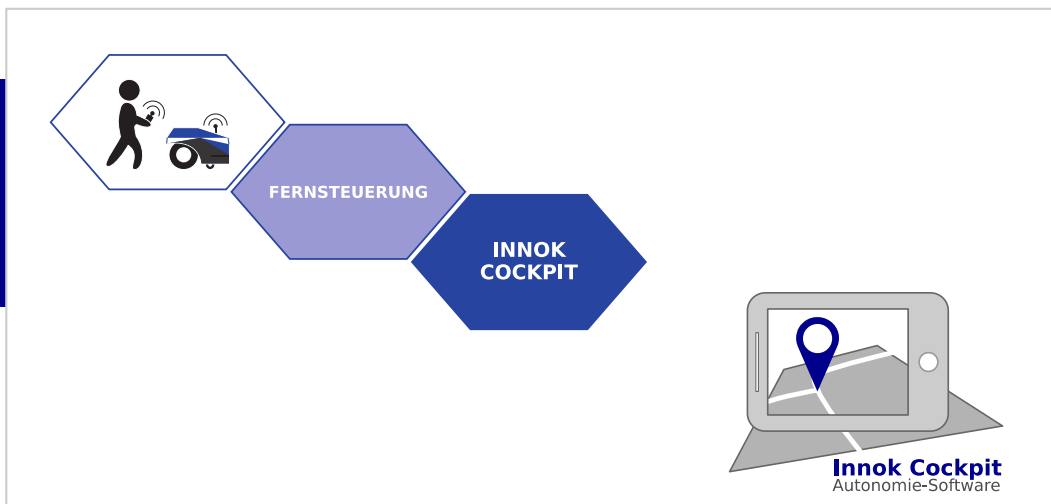 FERNSTEUERUNG
INNOK
COCKPIT
Innok Cockpit
Autonomie-Software